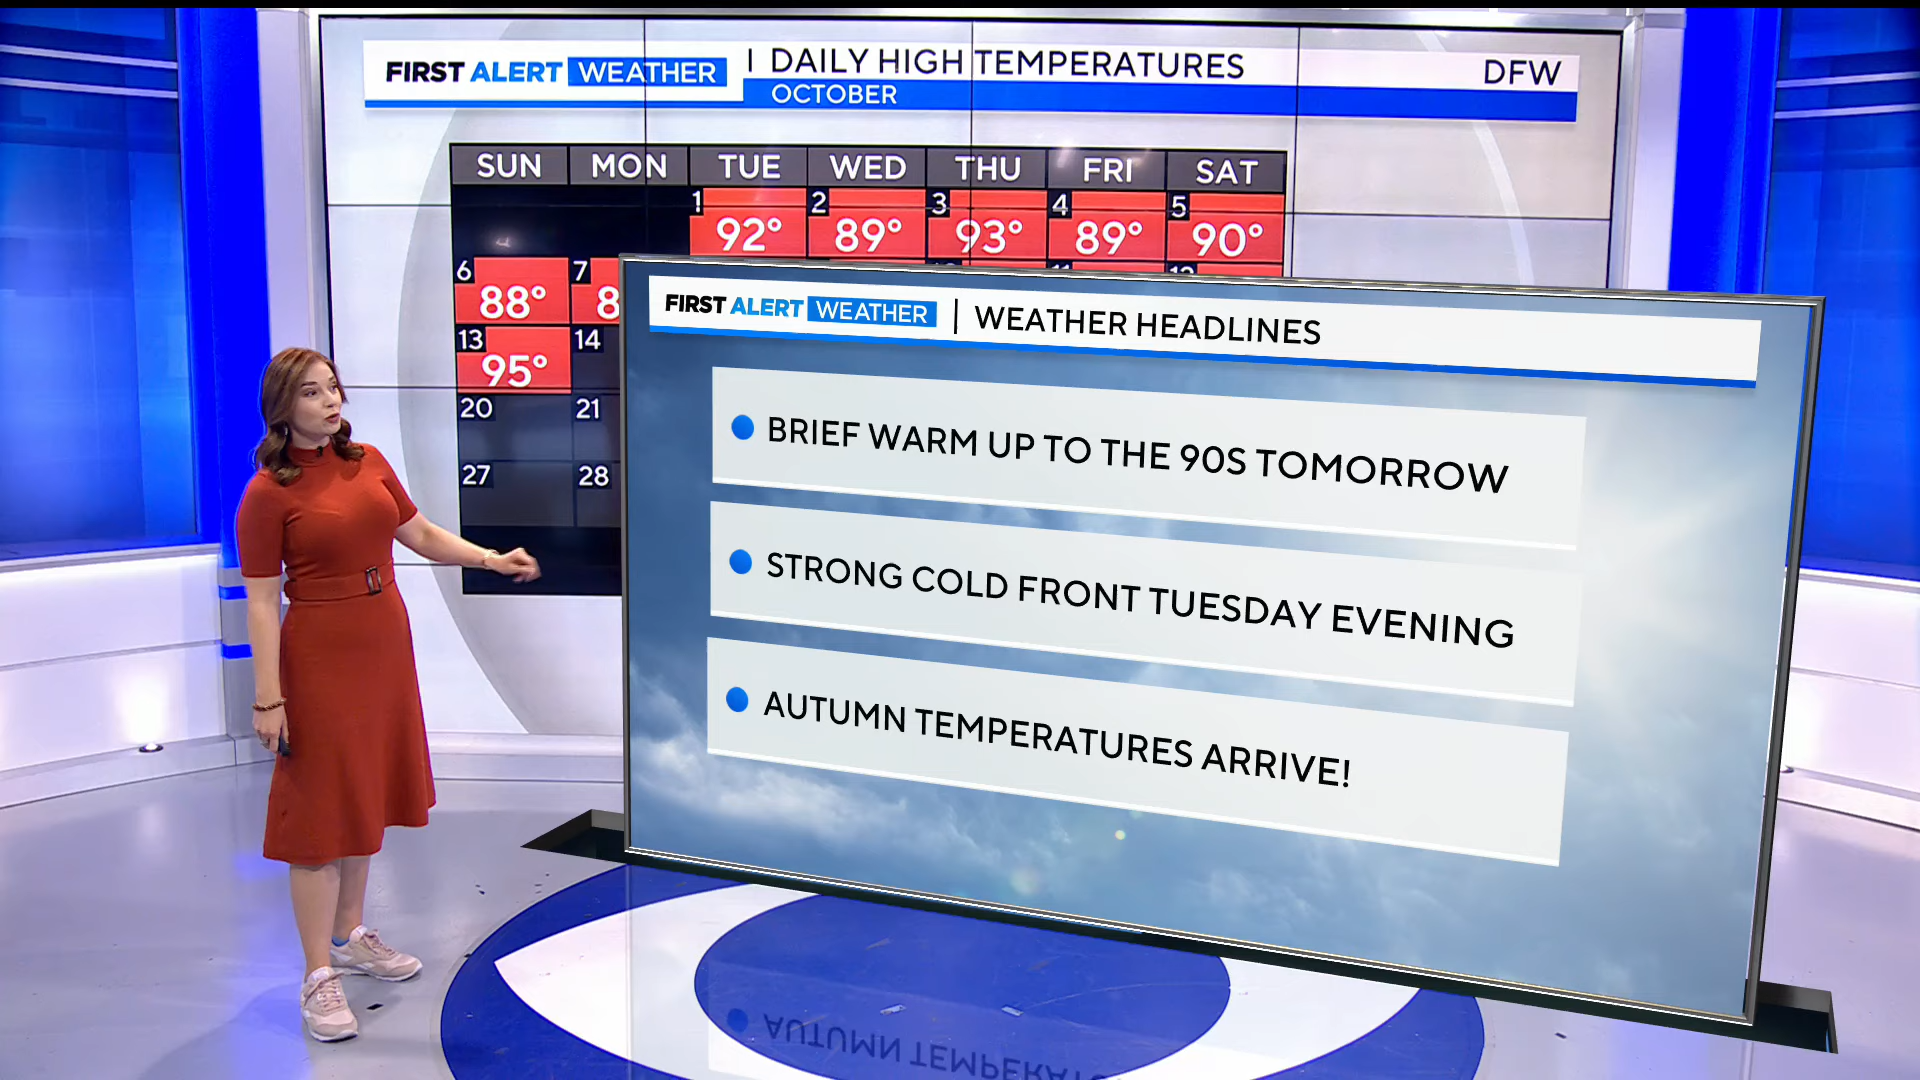 FIRST ALERT WEATHER | DAILY HIGH TEMPERATURES DFW
OCTOBER
SUN MON TUE WED THU FRI SAT
1 2 3 4 5
92° 89° 93° 89° 90°
6 7
88° 8
13 14
95°
20 21
27 28
FIRST ALERT WEATHER | WEATHER HEADLINES
BRIEF WARM UP TO THE 90S TOMORROW
STRONG COLD FRONT TUESDAY EVENING
AUTUMN TEMPERATURES ARRIVE!